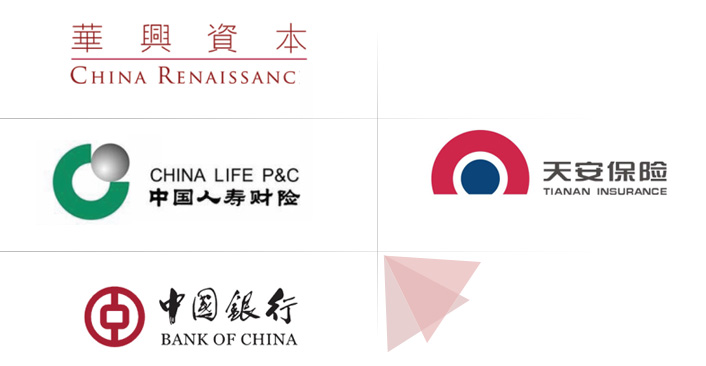 華興資本
CHINA RENAISSANC
CHINA LIFE P&C
中国人寿财险
天安保险
TIANAN INSURANCE
中國銀行
BANK OF CHINA